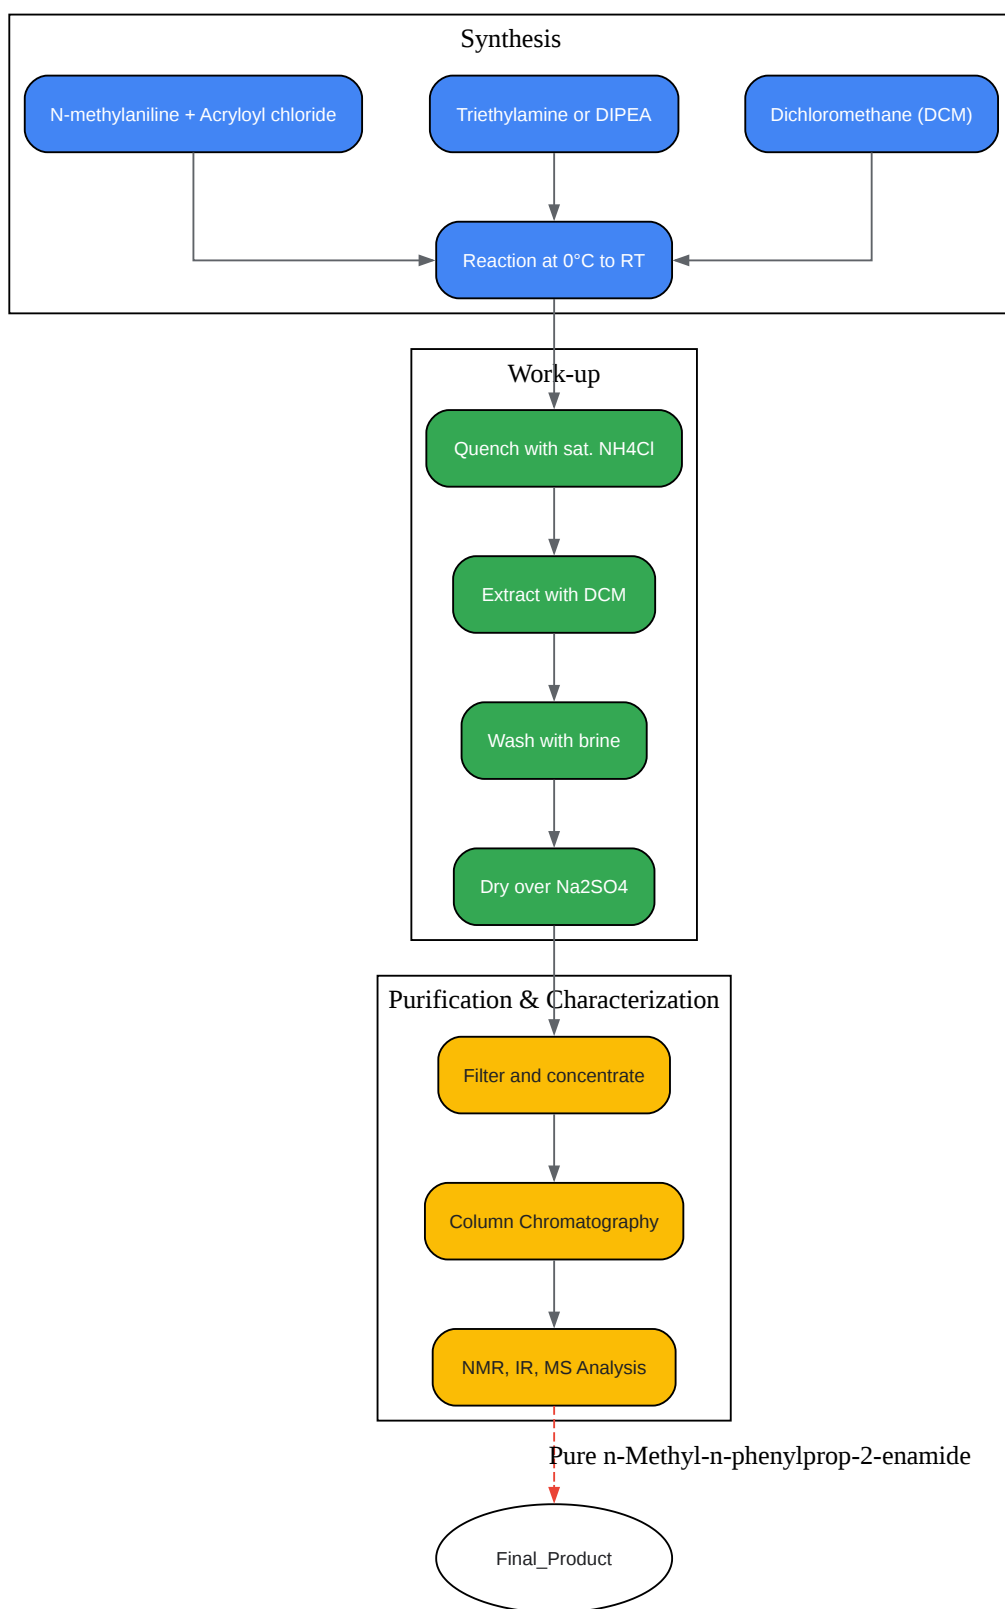 Synthesis
N-methylaniline + Acryloyl chloride
Triethylamine or DIPEA
Dichloromethane (DCM)
Reaction at 0°C to RT
Work-up
Quench with sat. NH4Cl
Extract with DCM
Wash with brine
Dry over Na2SO4
Purification & Characterization
Filter and concentrate
Column Chromatography
NMR, IR, MS Analysis
Pure n-Methyl-n-phenylprop-2-enamide
Final_Product